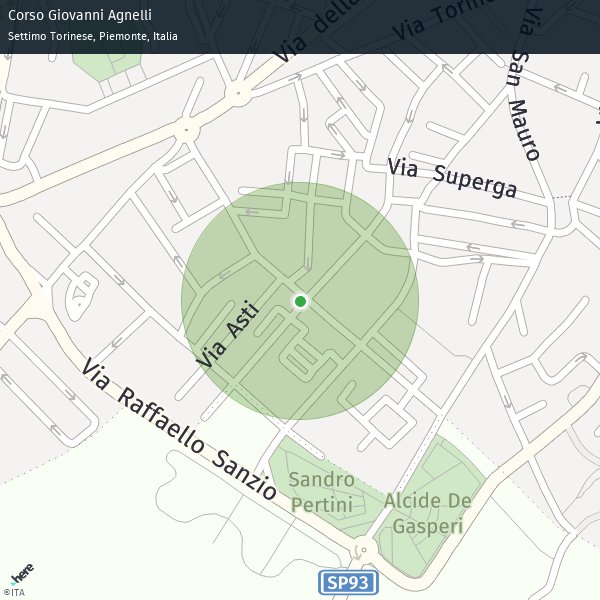 Corso Giovanni Agnelli
Settimo Torinese, Piemonte, Italia
Via della
Via Torin
Via San Mauro
Via Superga
Via Asti
Via Raffaello Sanzio
Sandro
Pertini
Alcide De
Gasperi
SP93
here
©ITA